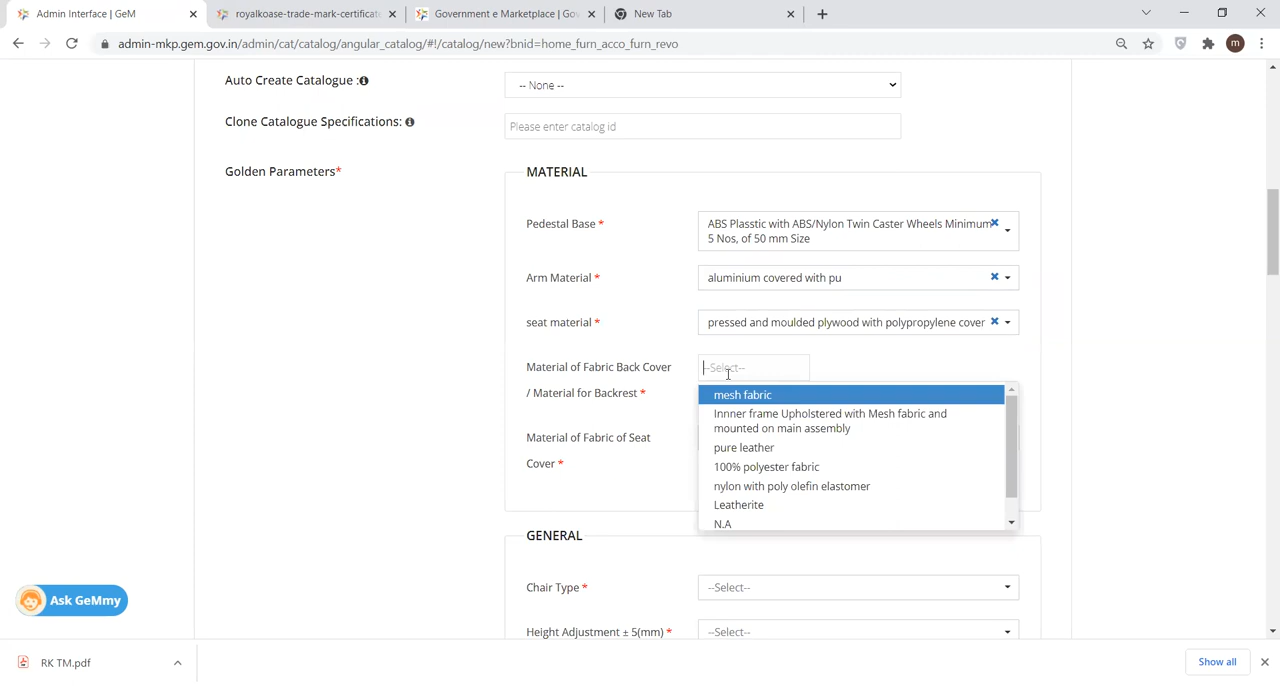 Admin Interface | GeM
royalkoase-trade-mark-certificate
Government e Marketplace | Gov
New Tab
admin-mkp.gem.gov.in/admin/cat/catalog/angular_catalog/#!/catalog/new?bnid=home_furn_acco_furn_revo
m
Auto Create Catalogue :
-- None --
Clone Catalogue Specifications:
Please enter catalog id
Golden Parameters*
MATERIAL
Pedestal Base *
ABS Plasstic with ABS/Nylon Twin Caster Wheels Minimum
5 Nos, of 50 mm Size
Arm Material *
aluminium covered with pu
seat material *
pressed and moulded plywood with polypropylene cover
Material of Fabric Back Cover
/ Material for Backrest *
--Select--
mesh fabric
Innner frame Upholstered with Mesh fabric and
mounted on main assembly
pure leather
100% polyester fabric
nylon with poly olefin elastomer
Leatherite
N.A
Material of Fabric of Seat
Cover *
GENERAL
Chair Type *
--Select--
Height Adjustment ± 5(mm) *
--Select--
Ask GeMmy
RK TM.pdf
Show all